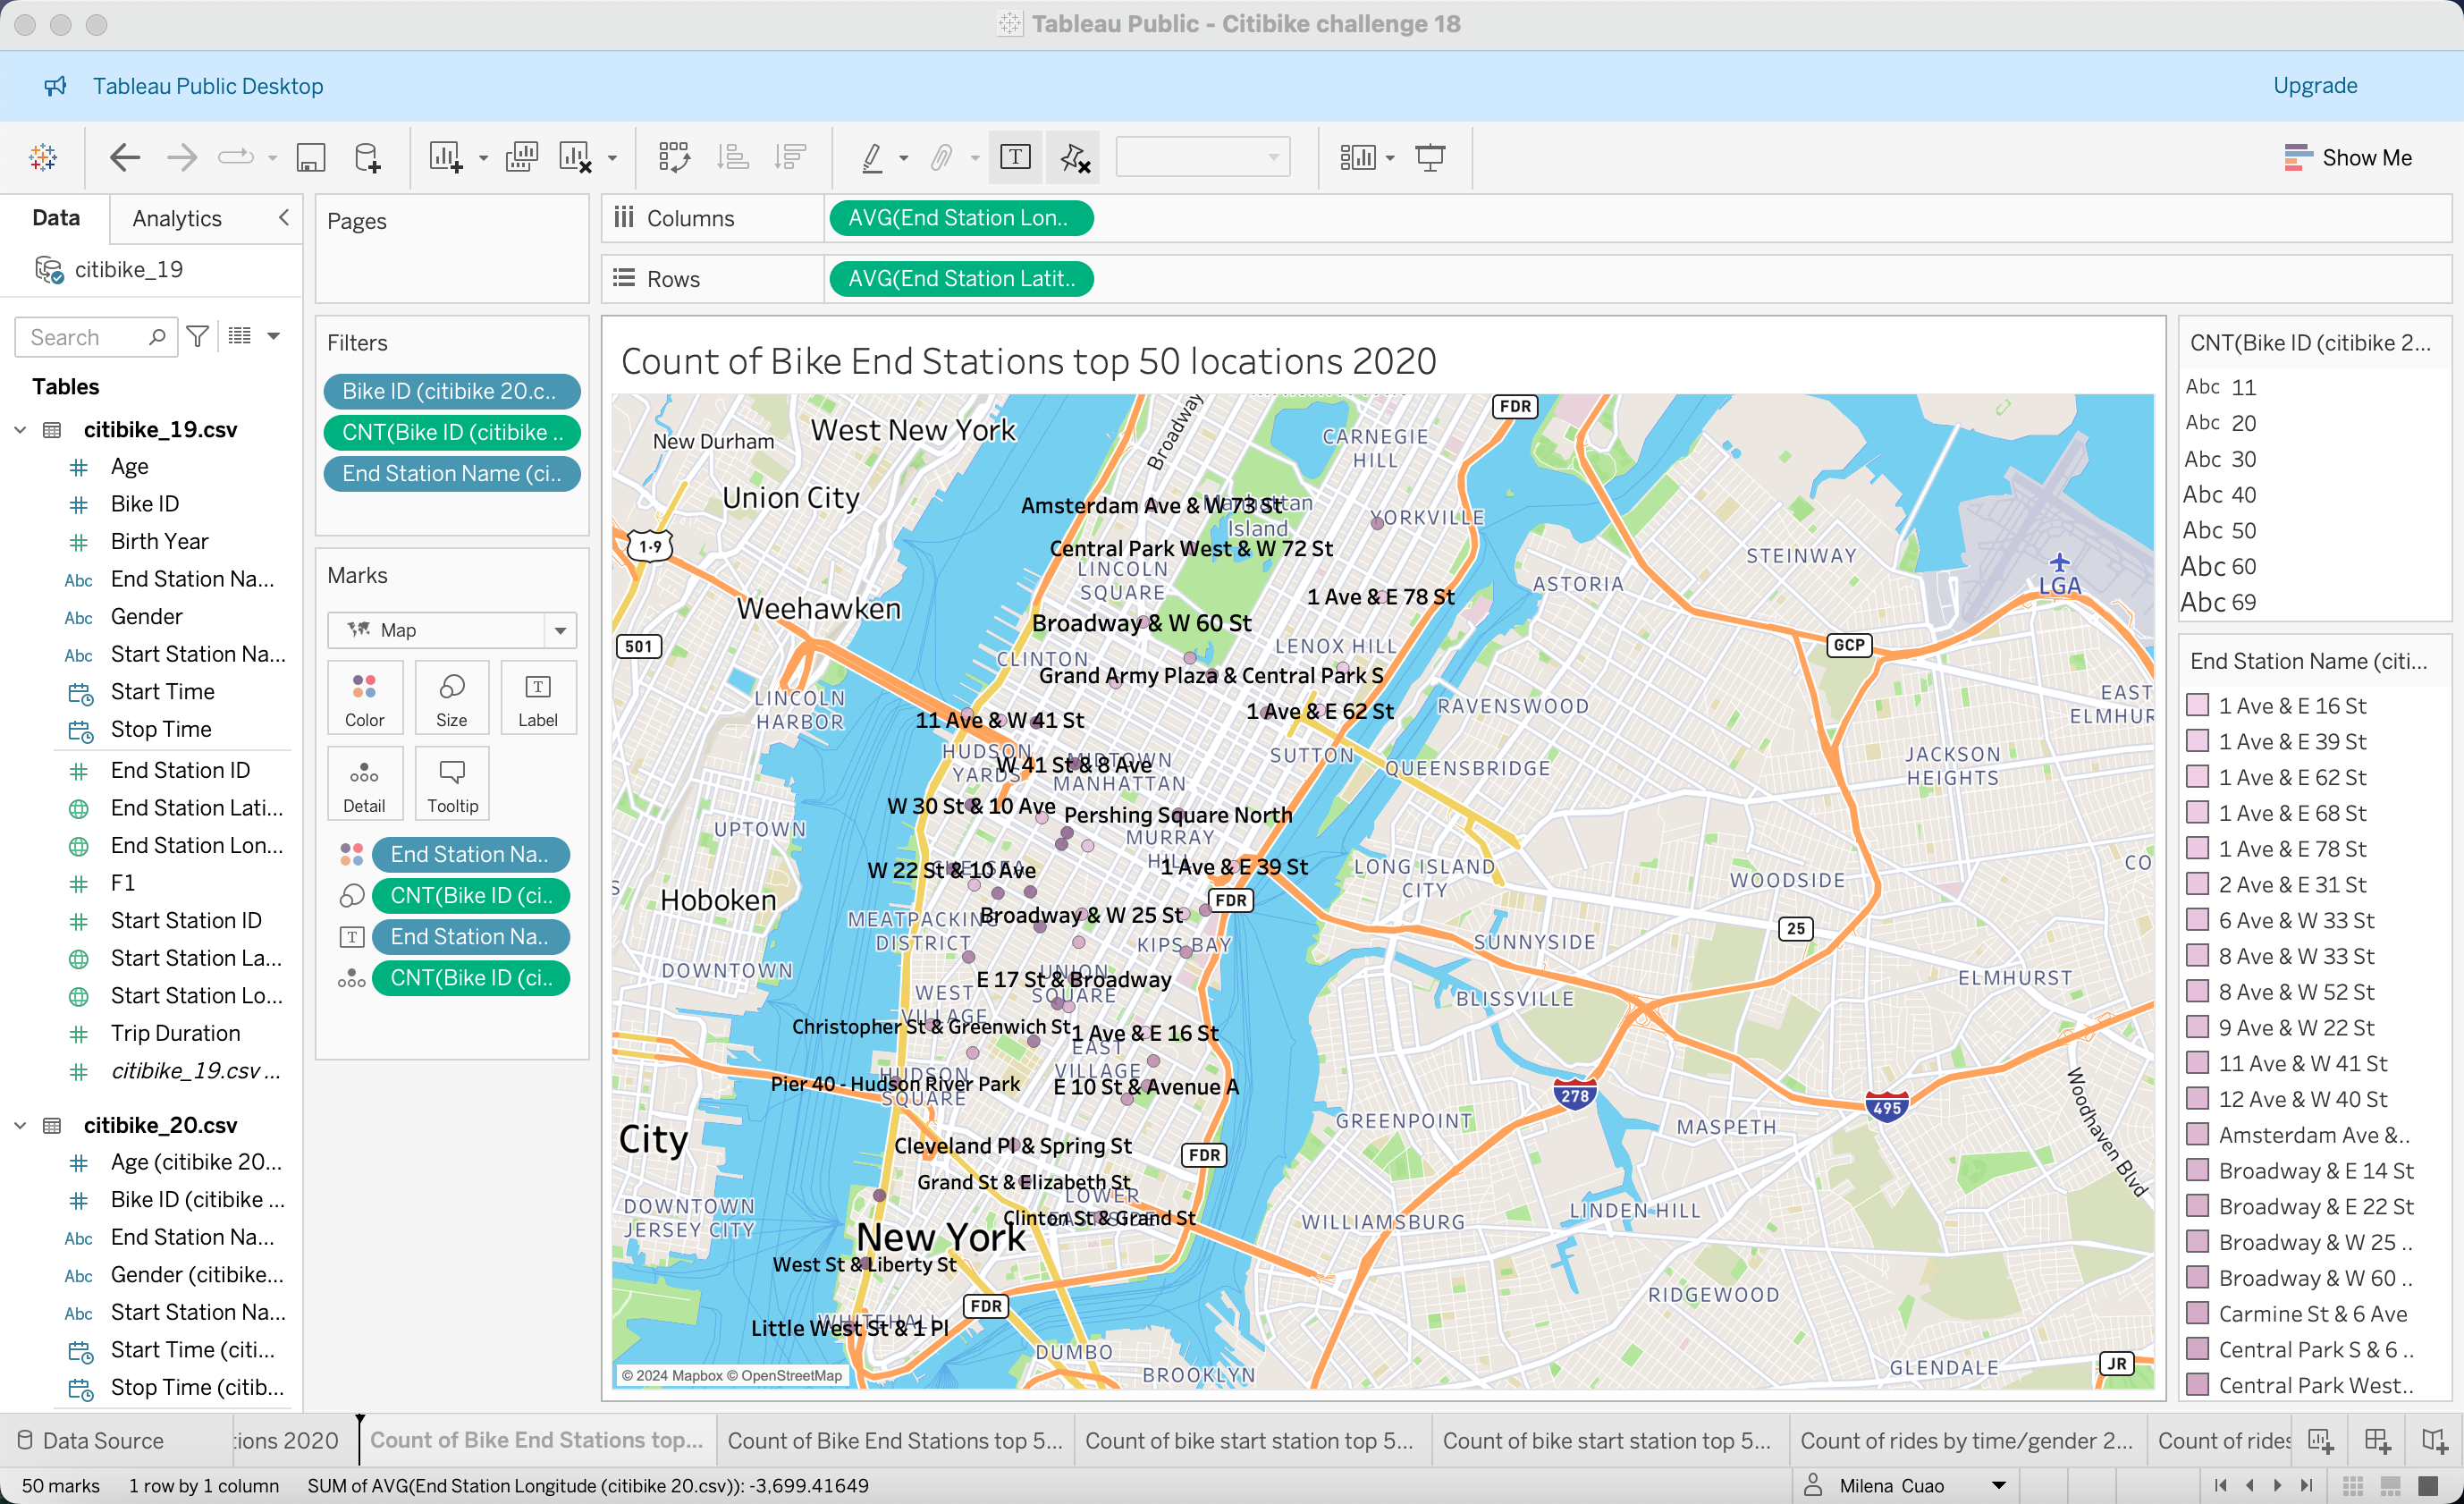 Tableau Public - Citibike challenge 18
Tableau Public Desktop
Upgrade
Show Me
Data
Analytics
citibike_19
Search
Tables
citibike_19.csv
Age
Bike ID
Birth Year
Abc End Station Na...
Abc Gender
Abc Start Station Na...
Start Time
Stop Time
End Station ID
End Station Lati...
End Station Lon...
F1
Start Station ID
Start Station La...
Start Station Lo...
Trip Duration
citibike_19.csv ...
citibike_20.csv
Age (citibike 20...
Bike ID (citibike ...
Abc End Station Na...
Abc Gender (citibike...
Abc Start Station Na...
Start Time (citi...
Stop Time (citib...
Pages
Filters
Bike ID (citibike 20.c..
CNT(Bike ID (citibike ..
End Station Name (ci..
Marks
Map
Color
Size
Label
Detail
Tooltip
End Station Na..
CNT(Bike ID (ci..
End Station Na..
CNT(Bike ID (ci..
Columns
AVG(End Station Lon..
Rows
AVG(End Station Latit..
Count of Bike End Stations top 50 locations 2020
FDR
Broadway
West New York
New Durham
CARNEGIE
HILL
Union City
Amsterdam Ave & W 73 St
Manhattan
Island
YORKVILLE
1·9
Central Park West & W 72 St
STEINWAY
LINCOLN
SQUARE
ASTORIA
LGA
1 Ave & E 78 St
Weehawken
Broadway & W 60 St
501
LENOX HILL
GCP
CLINTON
Grand Army Plaza & Central Park S
LINCOLN
HARBOR
EAST
ELMHUR
RAVENSWOOD
1 Ave & E 62 St
11 Ave & W 41 St
HUDSON
YARDS
SUTTON
JACKSON
HEIGHTS
W 41 St & 8 Ave
MIDTOWN
MANHATTAN
QUEENSBRIDGE
W 30 St & 10 Ave
Pershing Square North
UPTOWN
MURRAY
HILL
W 22 St & 10 Ave
CHELSEA
1 Ave & E 39 St
LONG ISLAND
CITY
CO
WOODSIDE
Hoboken
FDR
MEATPACKING
DISTRICT
Broadway & W 25 St
25
KIPS BAY
SUNNYSIDE
DOWNTOWN
E 17 St & Broadway
UNION
SQUARE
ELMHURST
WEST
VILLAGE
BLISSVILLE
Christopher St & Greenwich St
1 Ave & E 16 St
EAST
VILLAGE
Pier 40 - Hudson River Park
HUDSON
SQUARE
E 10 St & Avenue A
278
495
Woodhaven Blvd
GREENPOINT
MASPETH
City
Cleveland Pl & Spring St
FDR
Grand St & Elizabeth St
LOWER
EAST SIDE
DOWNTOWN
JERSEY CITY
Clinton St & Grand St
New York
WILLIAMSBURG
LINDEN HILL
West St & Liberty St
RIDGEWOOD
FDR
WHITEHALL
Little West St & 1 Pl
DUMBO
BROOKLYN
GLENDALE
JR
© 2024 Mapbox © OpenStreetMap
CNT(Bike ID (citibike 2...
Abc 11
Abc 20
Abc 30
Abc 40
Abc 50
Abc 60
Abc 69
End Station Name (citi...
1 Ave & E 16 St
1 Ave & E 39 St
1 Ave & E 62 St
1 Ave & E 68 St
1 Ave & E 78 St
2 Ave & E 31 St
6 Ave & W 33 St
8 Ave & W 33 St
8 Ave & W 52 St
9 Ave & W 22 St
11 Ave & W 41 St
12 Ave & W 40 St
Amsterdam Ave &..
Broadway & E 14 St
Broadway & E 22 St
Broadway & W 25 ..
Broadway & W 60 ..
Carmine St & 6 Ave
Central Park S & 6 ..
Central Park West..
Data Source
tions 2020
Count of Bike End Stations top...
Count of Bike End Stations top 5...
Count of bike start station top 5...
Count of bike start station top 5...
Count of rides by time/gender 2...
Count of rides
50 marks
1 row by 1 column
SUM of AVG(End Station Longitude (citibike 20.csv)): -3,699.41649
Milena Cuao